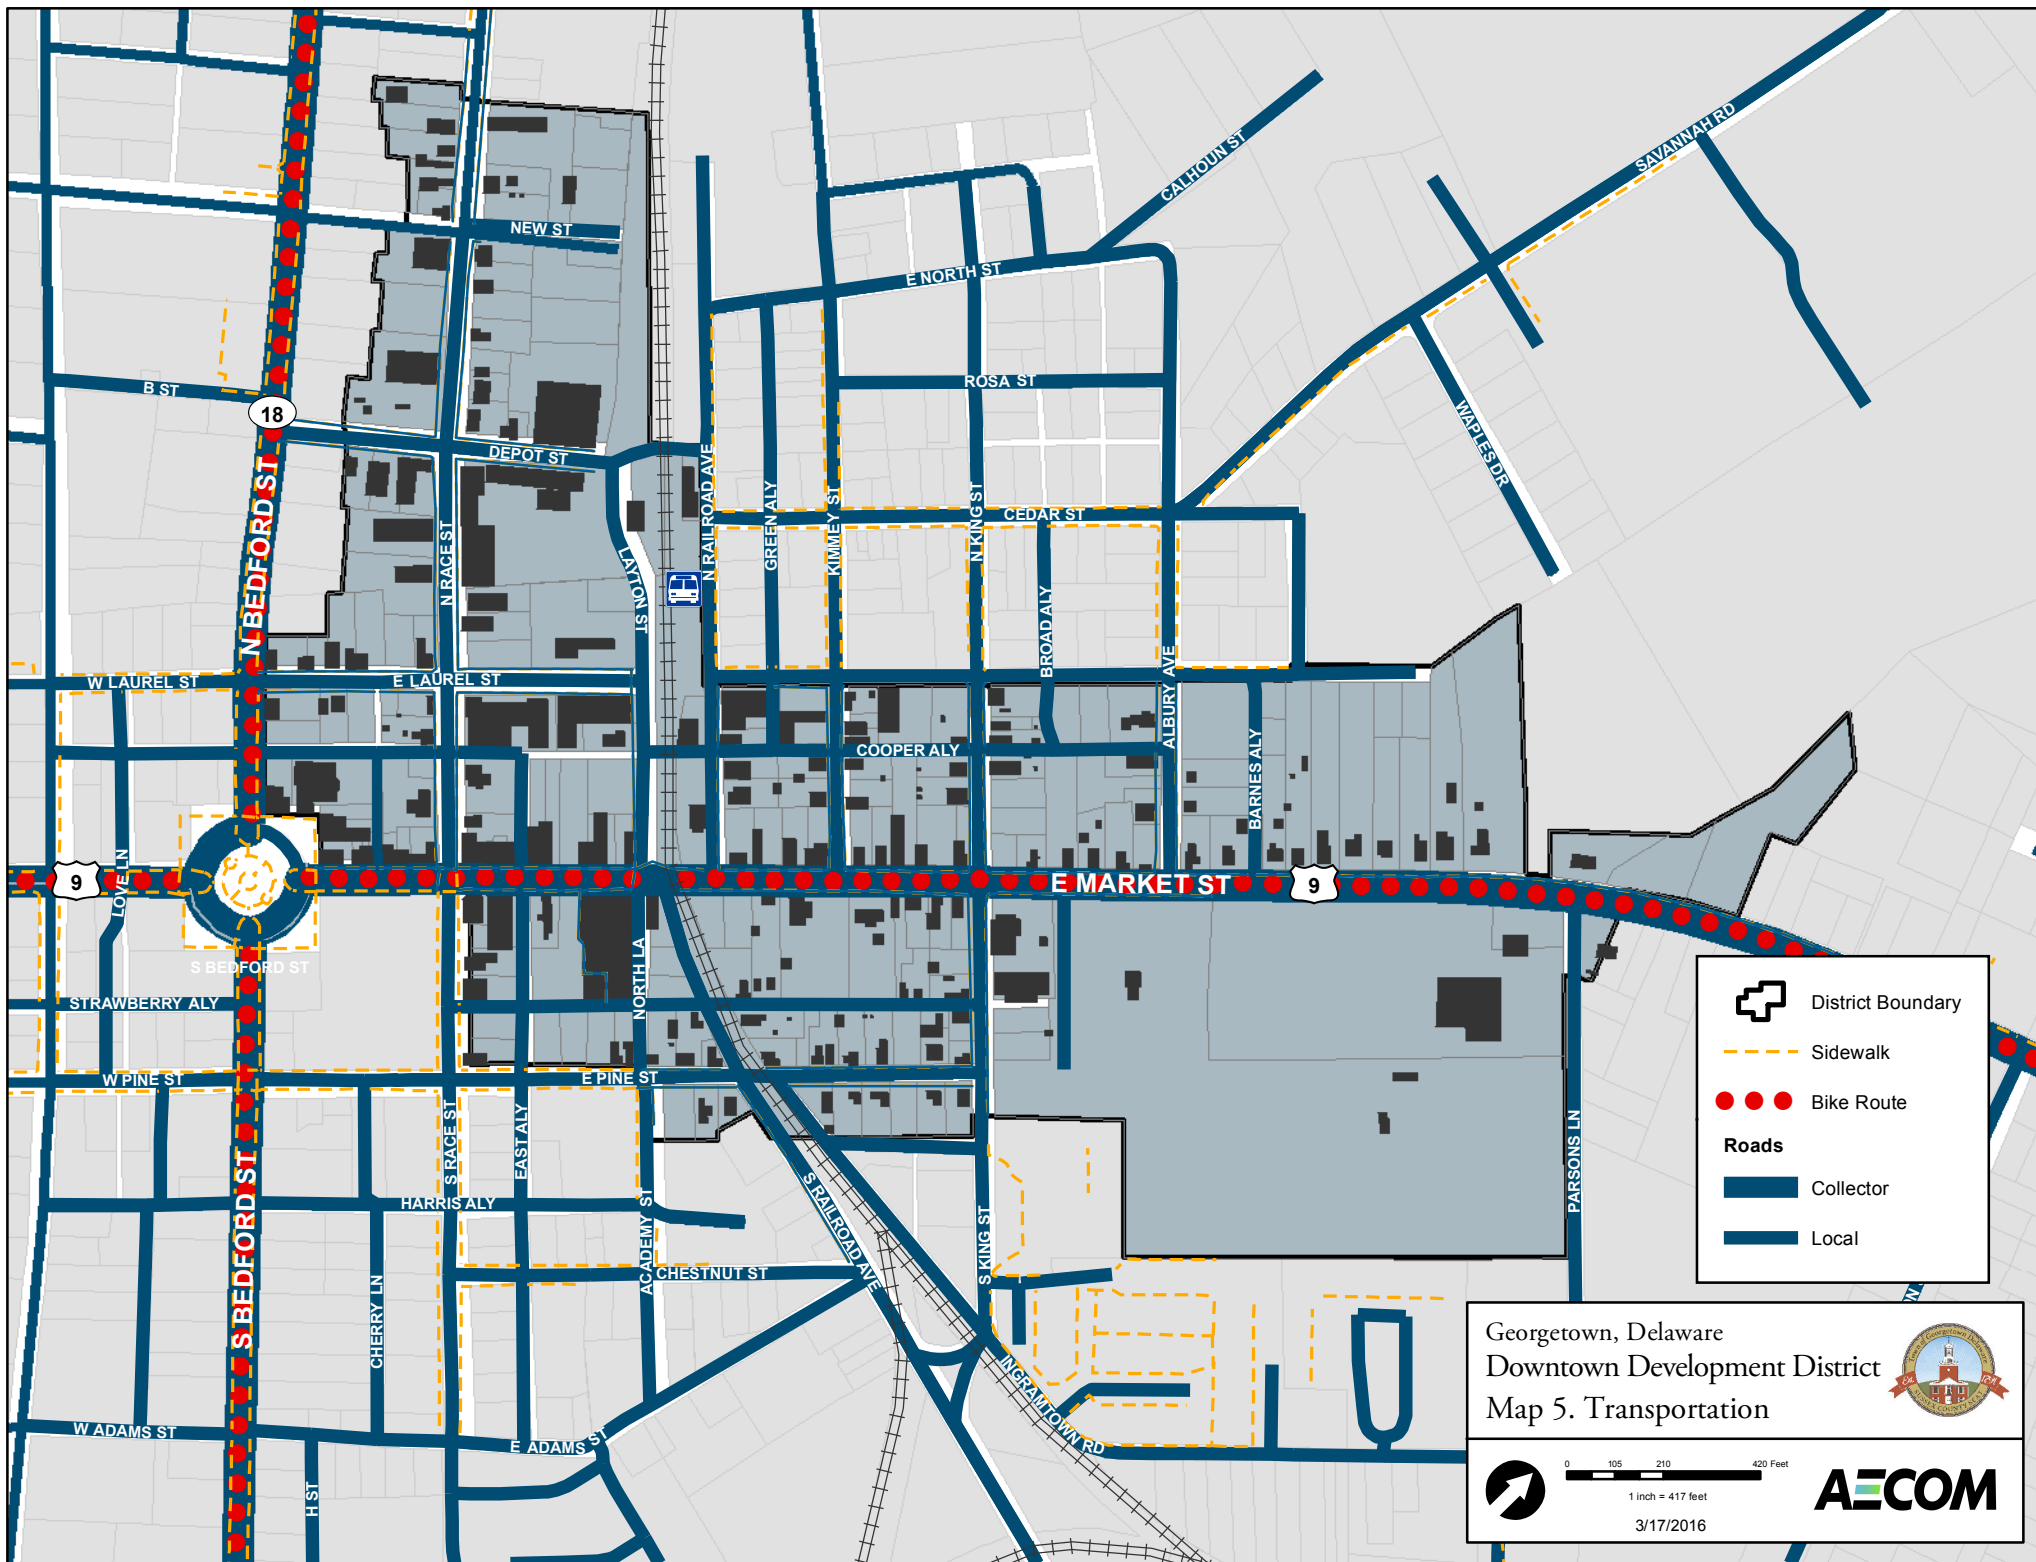 NEW ST
CALHOUN ST
SAVANNAH RD
E NORTH ST
B ST
18
ROSA ST
WAPLES DR
DEPOT ST
N BEDFORD ST
N RACE ST
LAYTON ST
N RAILROAD AVE
GREEN ALY
KIMMEY ST
N KING ST
CEDAR ST
BROAD ALY
ALBURY AVE
W LAUREL ST
E LAUREL ST
COOPER ALY
BARNES ALY
9
LOVE LN
E MARKET ST
9
S BEDFORD ST
STRAWBERRY ALY
NORTH LA
W PINE ST
E PINE ST
S RACE ST
EAST ALY
PARSONS LN
HARRIS ALY
ACADEMY ST
S RAILROAD AVE
S KING ST
S BEDFORD ST
CHERRY LN
CHESTNUT ST
INGRAMTOWN RD
W ADAMS ST
E ADAMS ST
H ST
District Boundary
Sidewalk
Bike Route
Roads
Collector
Local
Georgetown, Delaware
Downtown Development District
Map 5. Transportation
0 105 210 420 Feet
1 inch = 417 feet
3/17/2016
AECOM